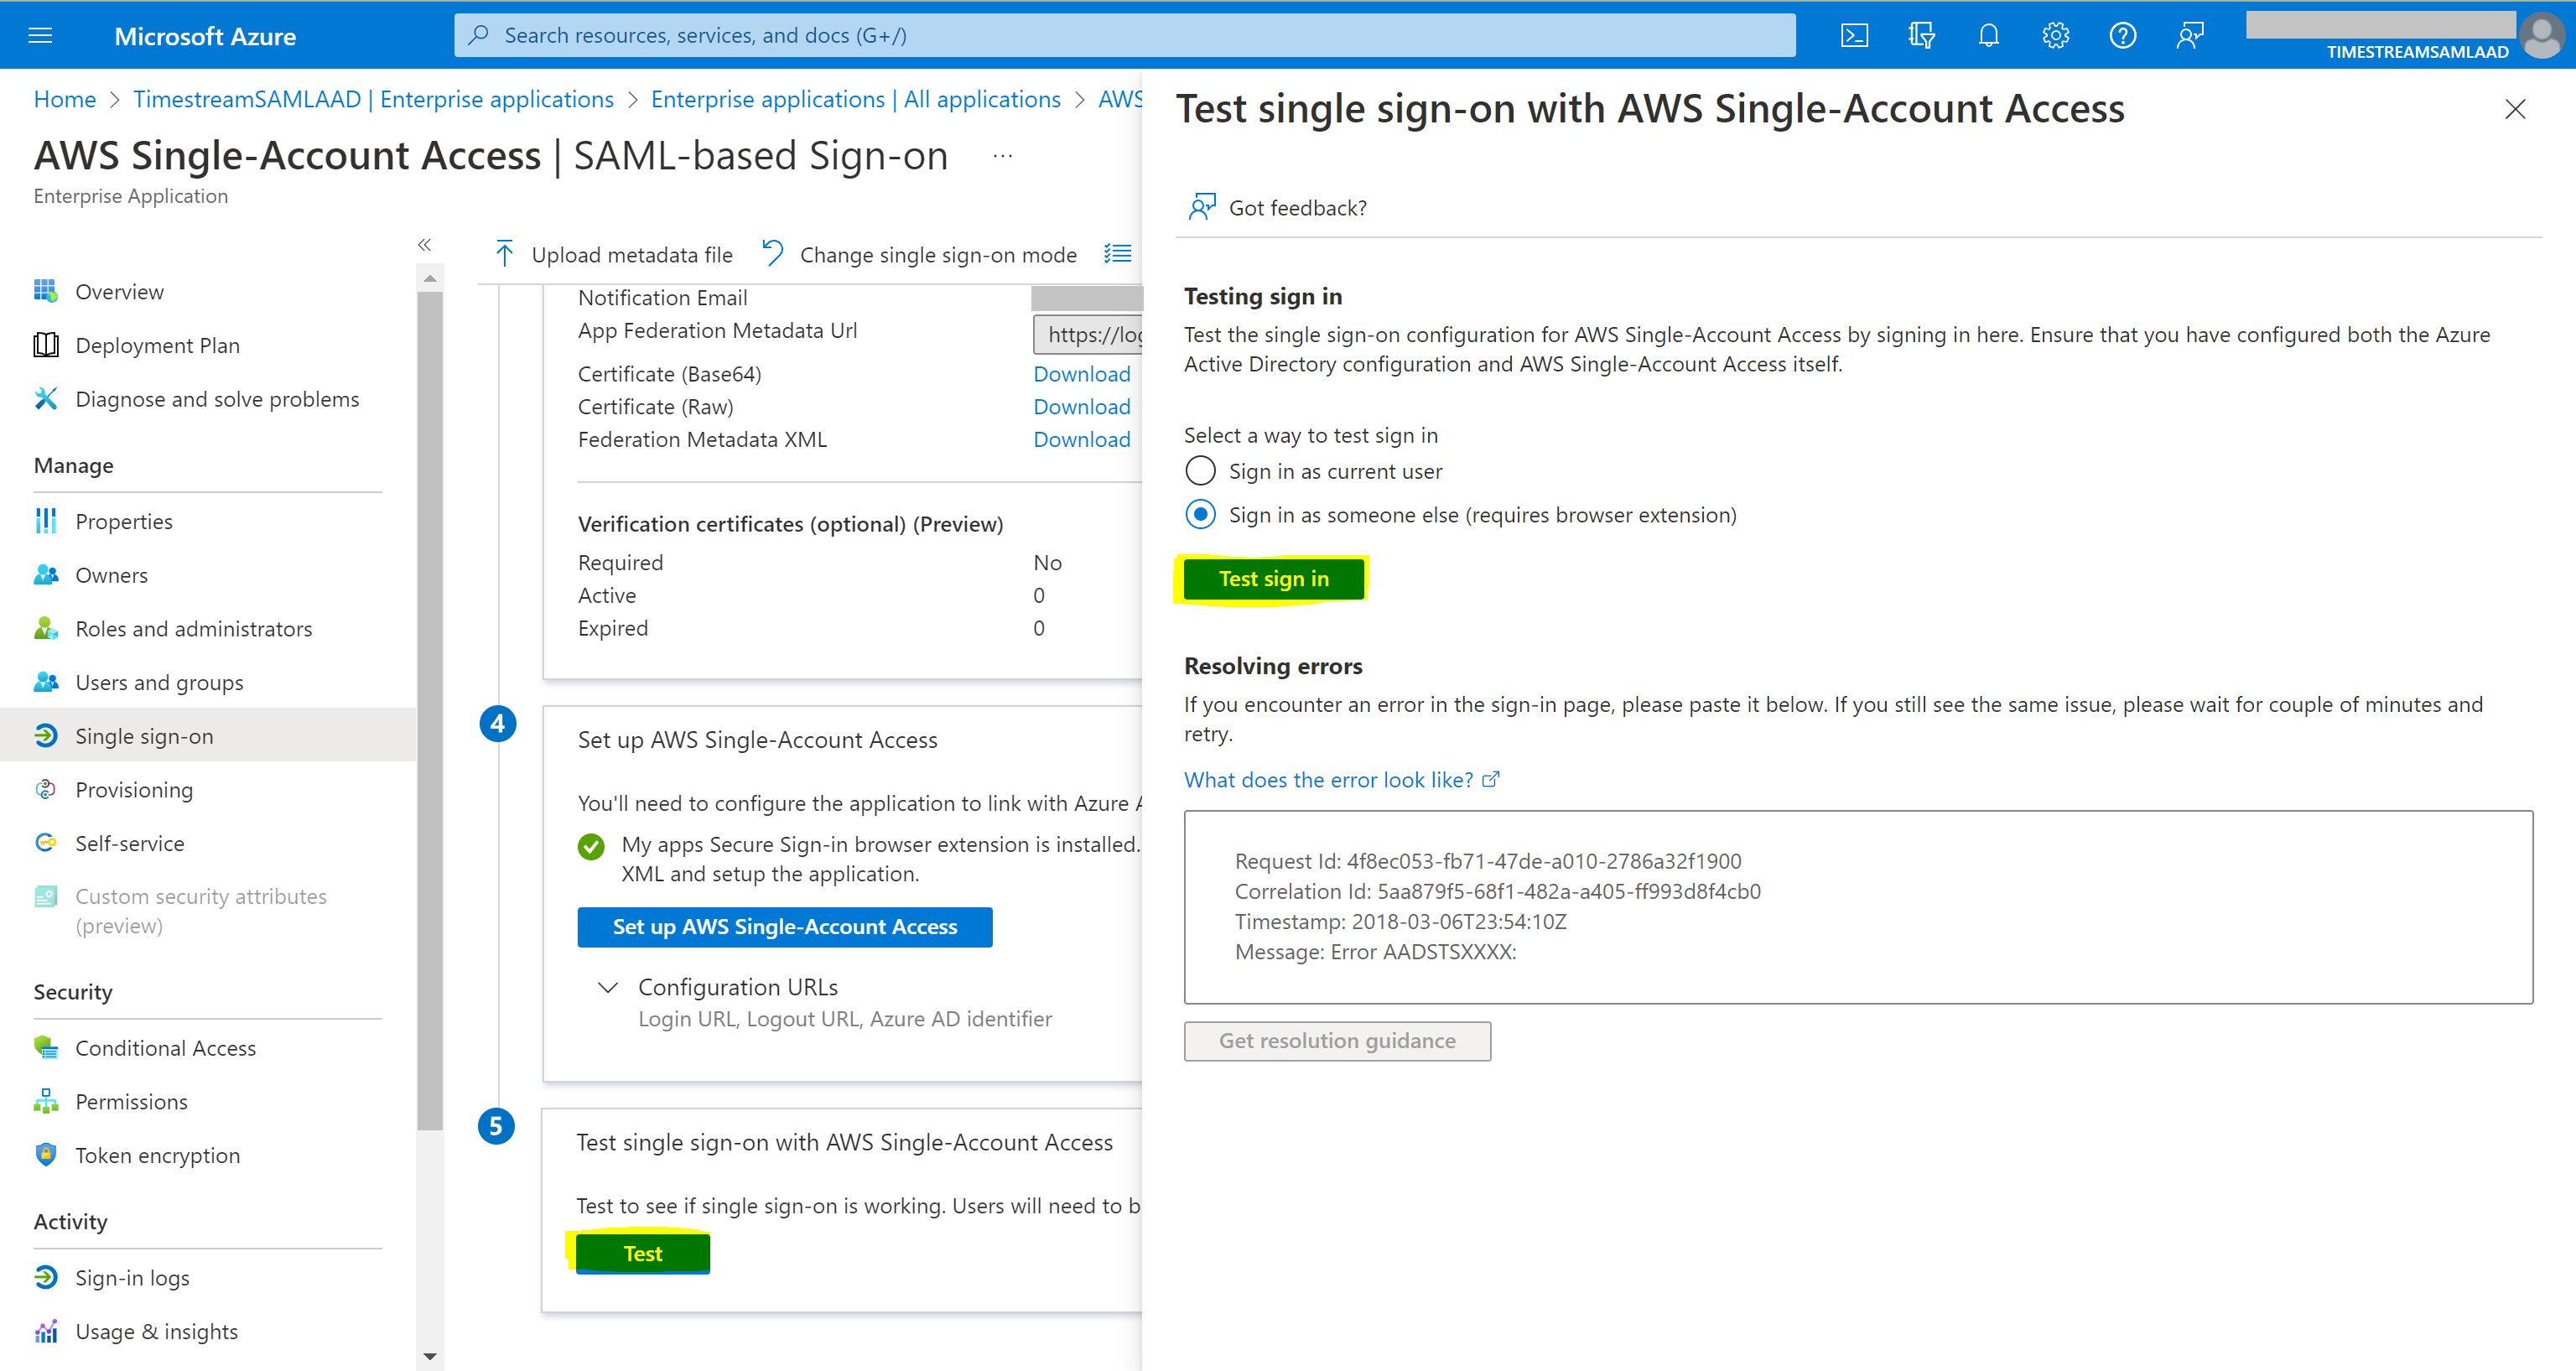 Microsoft Azure
Search resources, services, and docs (G+/)
TIMESTREAMSAMLAAD
Home > TimestreamSAMLAAD | Enterprise applications > Enterprise applications | All applications > AWS
AWS Single-Account Access | SAML-based Sign-on ...
Enterprise Application
«
Overview
Deployment Plan
Diagnose and solve problems
Manage
Properties
Owners
Roles and administrators
Users and groups
Single sign-on
Provisioning
Self-service
Custom security attributes
(preview)
Security
Conditional Access
Permissions
Token encryption
Activity
Sign-in logs
Usage & insights
Upload metadata file
Change single sign-on mode
Notification Email
App Federation Metadata Url
https://log
Certificate (Base64) Download
Certificate (Raw) Download
Federation Metadata XML Download
Verification certificates (optional) (Preview)
Required No
Active 0
Expired 0
4
Set up AWS Single-Account Access
You'll need to configure the application to link with Azure A
My apps Secure Sign-in browser extension is installed.
XML and setup the application.
Set up AWS Single-Account Access
Configuration URLs
Login URL, Logout URL, Azure AD identifier
5
Test single sign-on with AWS Single-Account Access
Test to see if single sign-on is working. Users will need to b
Test
Test single sign-on with AWS Single-Account Access
Got feedback?
Testing sign in
Test the single sign-on configuration for AWS Single-Account Access by signing in here. Ensure that you have configured both the Azure
Active Directory configuration and AWS Single-Account Access itself.
Select a way to test sign in
Sign in as current user
Sign in as someone else (requires browser extension)
Test sign in
Resolving errors
If you encounter an error in the sign-in page, please paste it below. If you still see the same issue, please wait for couple of minutes and
retry.
What does the error look like?
Request Id: 4f8ec053-fb71-47de-a010-2786a32f1900
Correlation Id: 5aa879f5-68f1-482a-a405-ff993d8f4cb0
Timestamp: 2018-03-06T23:54:10Z
Message: Error AADSTSXXXX:
Get resolution guidance